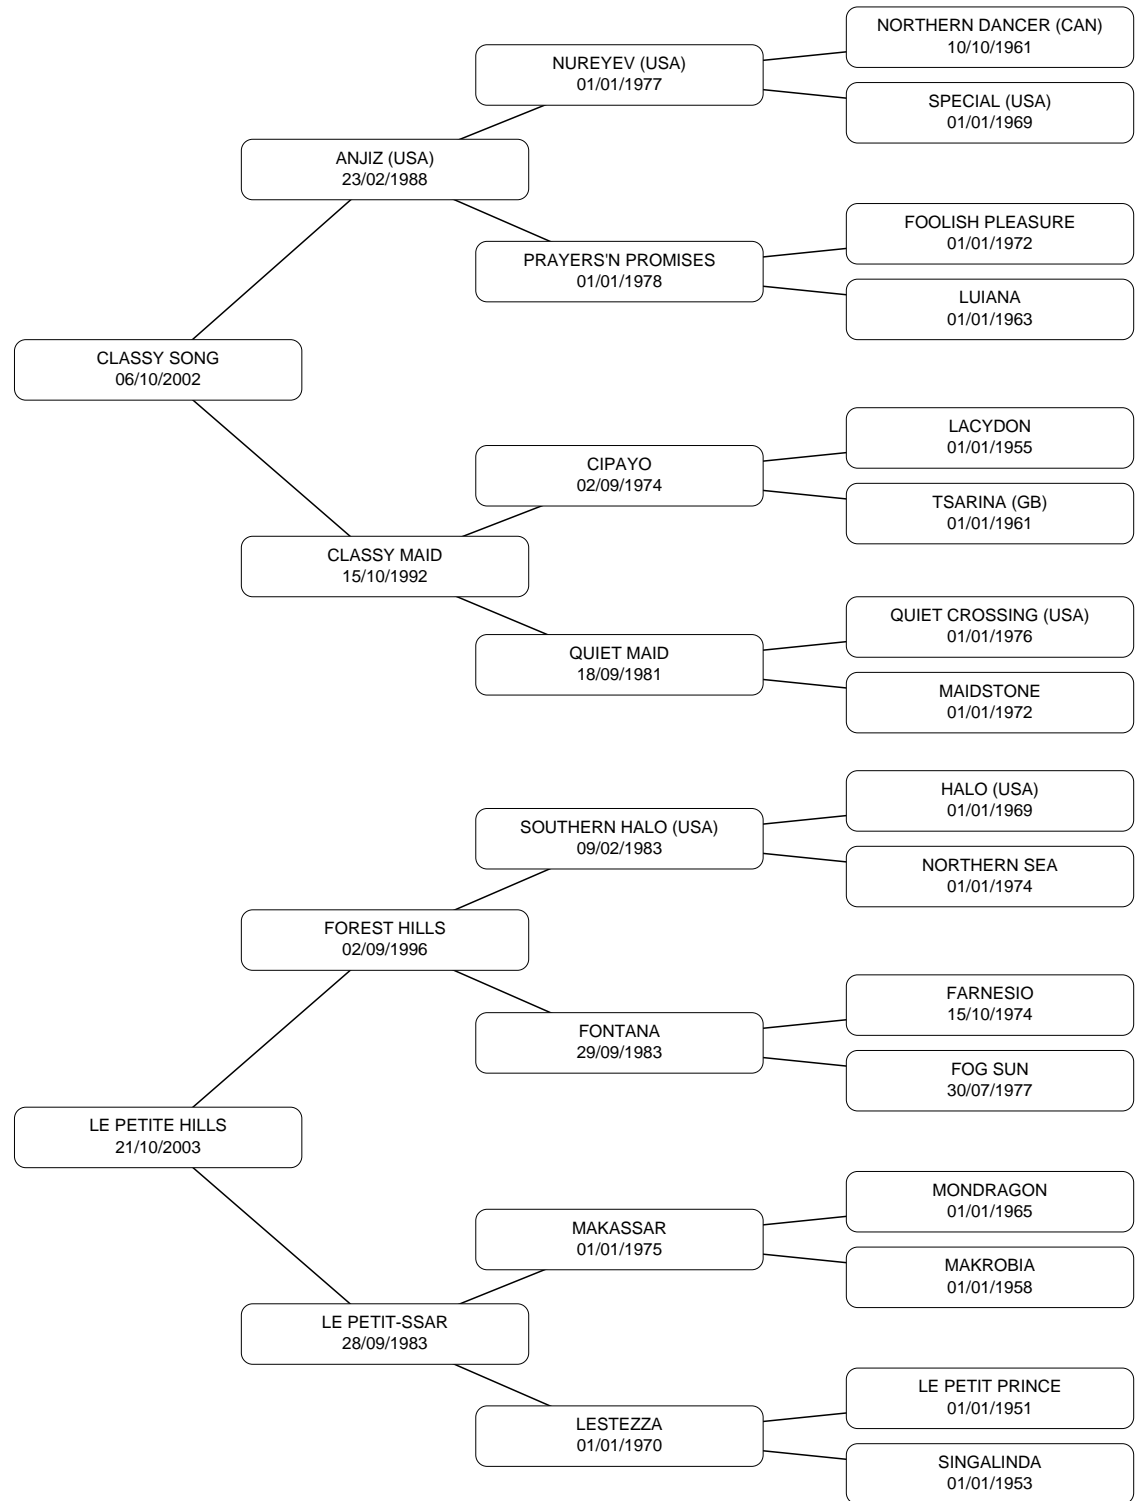 NORTHERN DANCER (CAN)
10/10/1961
NUREYEV (USA)
01/01/1977
SPECIAL (USA)
01/01/1969
ANJIZ (USA)
23/02/1988
FOOLISH PLEASURE
01/01/1972
PRAYERS'N PROMISES
01/01/1978
LUIANA
01/01/1963
CLASSY SONG
06/10/2002
LACYDON
01/01/1955
CIPAYO
02/09/1974
TSARINA (GB)
01/01/1961
CLASSY MAID
15/10/1992
QUIET CROSSING (USA)
01/01/1976
QUIET MAID
18/09/1981
MAIDSTONE
01/01/1972
HALO (USA)
01/01/1969
SOUTHERN HALO (USA)
09/02/1983
NORTHERN SEA
01/01/1974
FOREST HILLS
02/09/1996
FARNESIO
15/10/1974
FONTANA
29/09/1983
FOG SUN
30/07/1977
LE PETITE HILLS
21/10/2003
MONDRAGON
01/01/1965
MAKASSAR
01/01/1975
MAKROBIA
01/01/1958
LE PETIT-SSAR
28/09/1983
LE PETIT PRINCE
01/01/1951
LESTEZZA
01/01/1970
SINGALINDA
01/01/1953